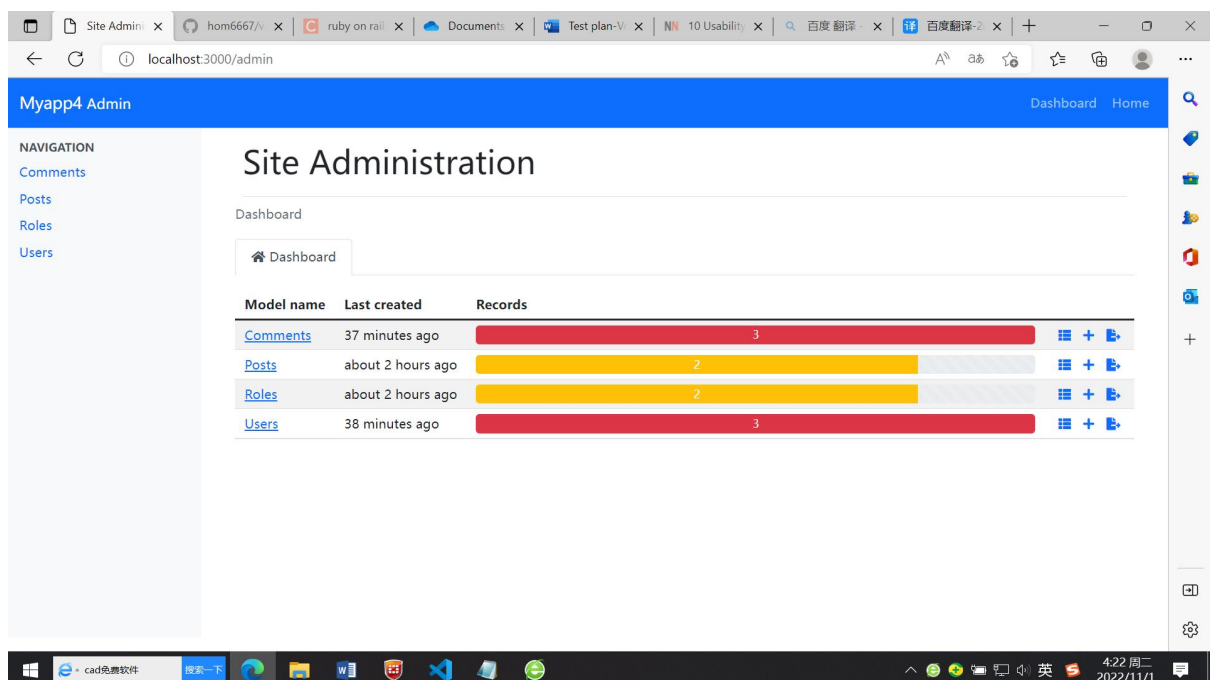 Site Admini
hom6667/v
ruby on rail
Documents
Test plan-V
NN 10 Usability
百度 翻译 -
译 百度翻译-2
localhost:3000/admin
Myapp4 Admin
Dashboard Home
NAVIGATION
Comments
Posts
Roles
Users
Site Administration
Dashboard
Dashboard
Model name Last created Records
Comments 37 minutes ago 3
Posts about 2 hours ago 2
Roles about 2 hours ago 2
Users 38 minutes ago 3
cad免费软件 搜索一下
英
4:22 周二
2022/11/1